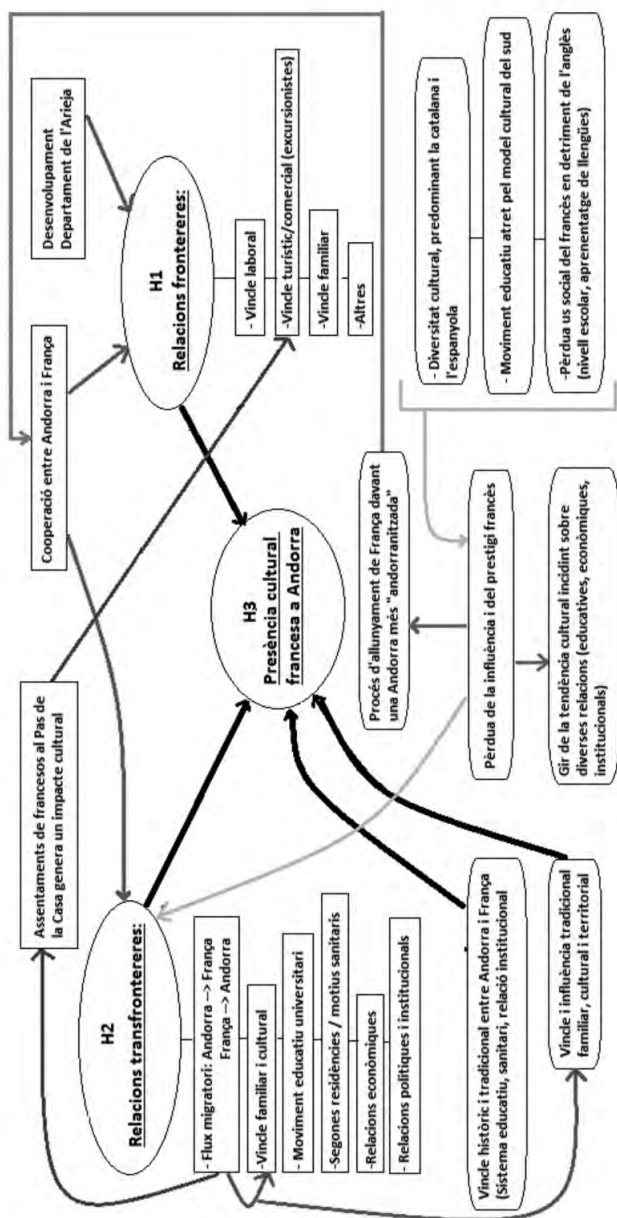 Assentaments de francesos al Pas de
la Casa genera un impacte cultural
Cooperació entre Andorra i França
Desenvolupament
Departament de l'Arieja
H2
Relacions transfrontereres:
H1
Relacions frontereres:
- Flux migratori: Andorra --> França
França --> Andorra
-Vincle familiar i cultural
- Moviment educatiu universitari
-Segones residències / motius sanitaris
-Relacions econòmiques
- Relacions polítiques i institucionals
H3
Presència cultural
francesa a Andorra
- Vincle laboral
-Vincle turístic/comercial (excursionistes)
-Vincle familiar
-Altres
Vincle històric i tradicional entre Andorra i França
(Sistema educatiu, sanitari, relació institucional
Vincle i influència tradicional
familiar, cultural i territorial
Procés d'allunyament de França davant
una Andorra més "andorranitzada"
Pèrdua de la influència i del prestigi francès
Gir de la tendència cultural incidint sobre
diverses relacions (educatives, econòmiques,
institucionals)
- Diversitat cultural, predominant la catalana i
l'espanyola
- Moviment educatiu atret pel model cultural del sud
-Pèrdua us social del francès en detriment de l'anglès
(nivell escolar, aprenentatge de llengües)